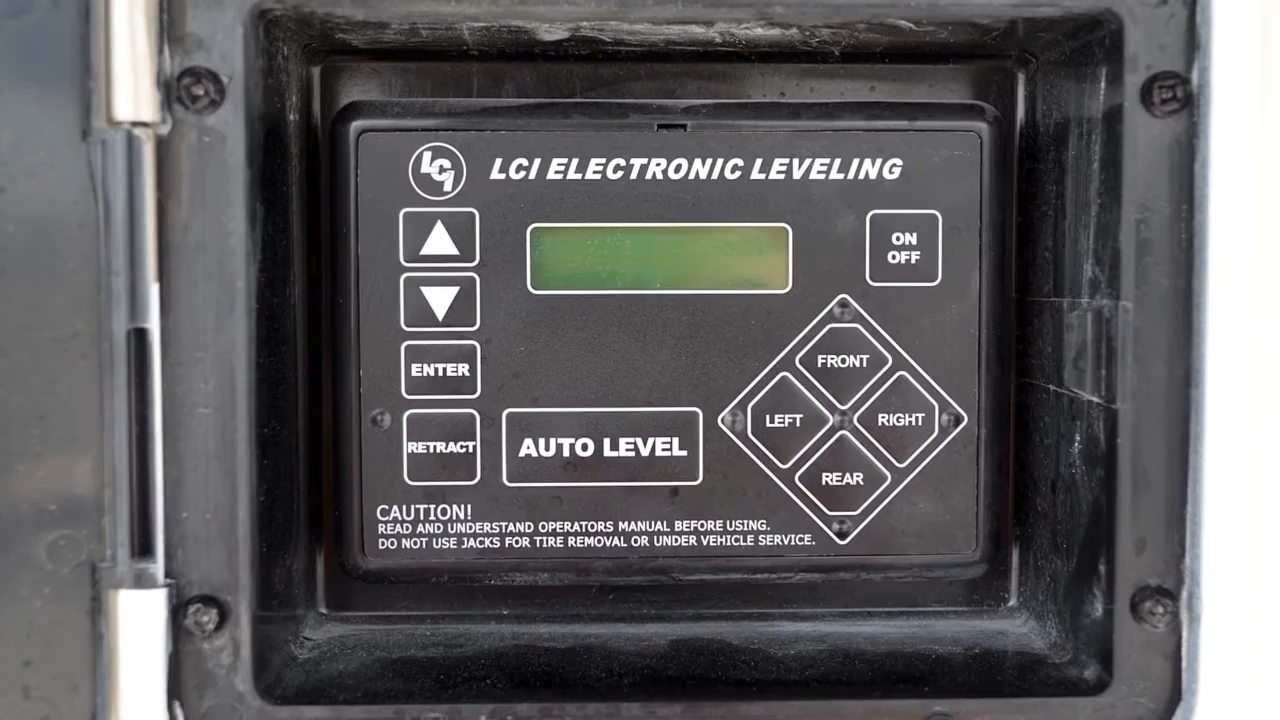 LCI
LCI ELECTRONIC LEVELING
ON
OFF
ENTER
RETRACT
AUTO LEVEL
FRONT
LEFT
RIGHT
REAR
CAUTION!
READ AND UNDERSTAND OPERATORS MANUAL BEFORE USING.
DO NOT USE JACKS FOR TIRE REMOVAL OR UNDER VEHICLE SERVICE.